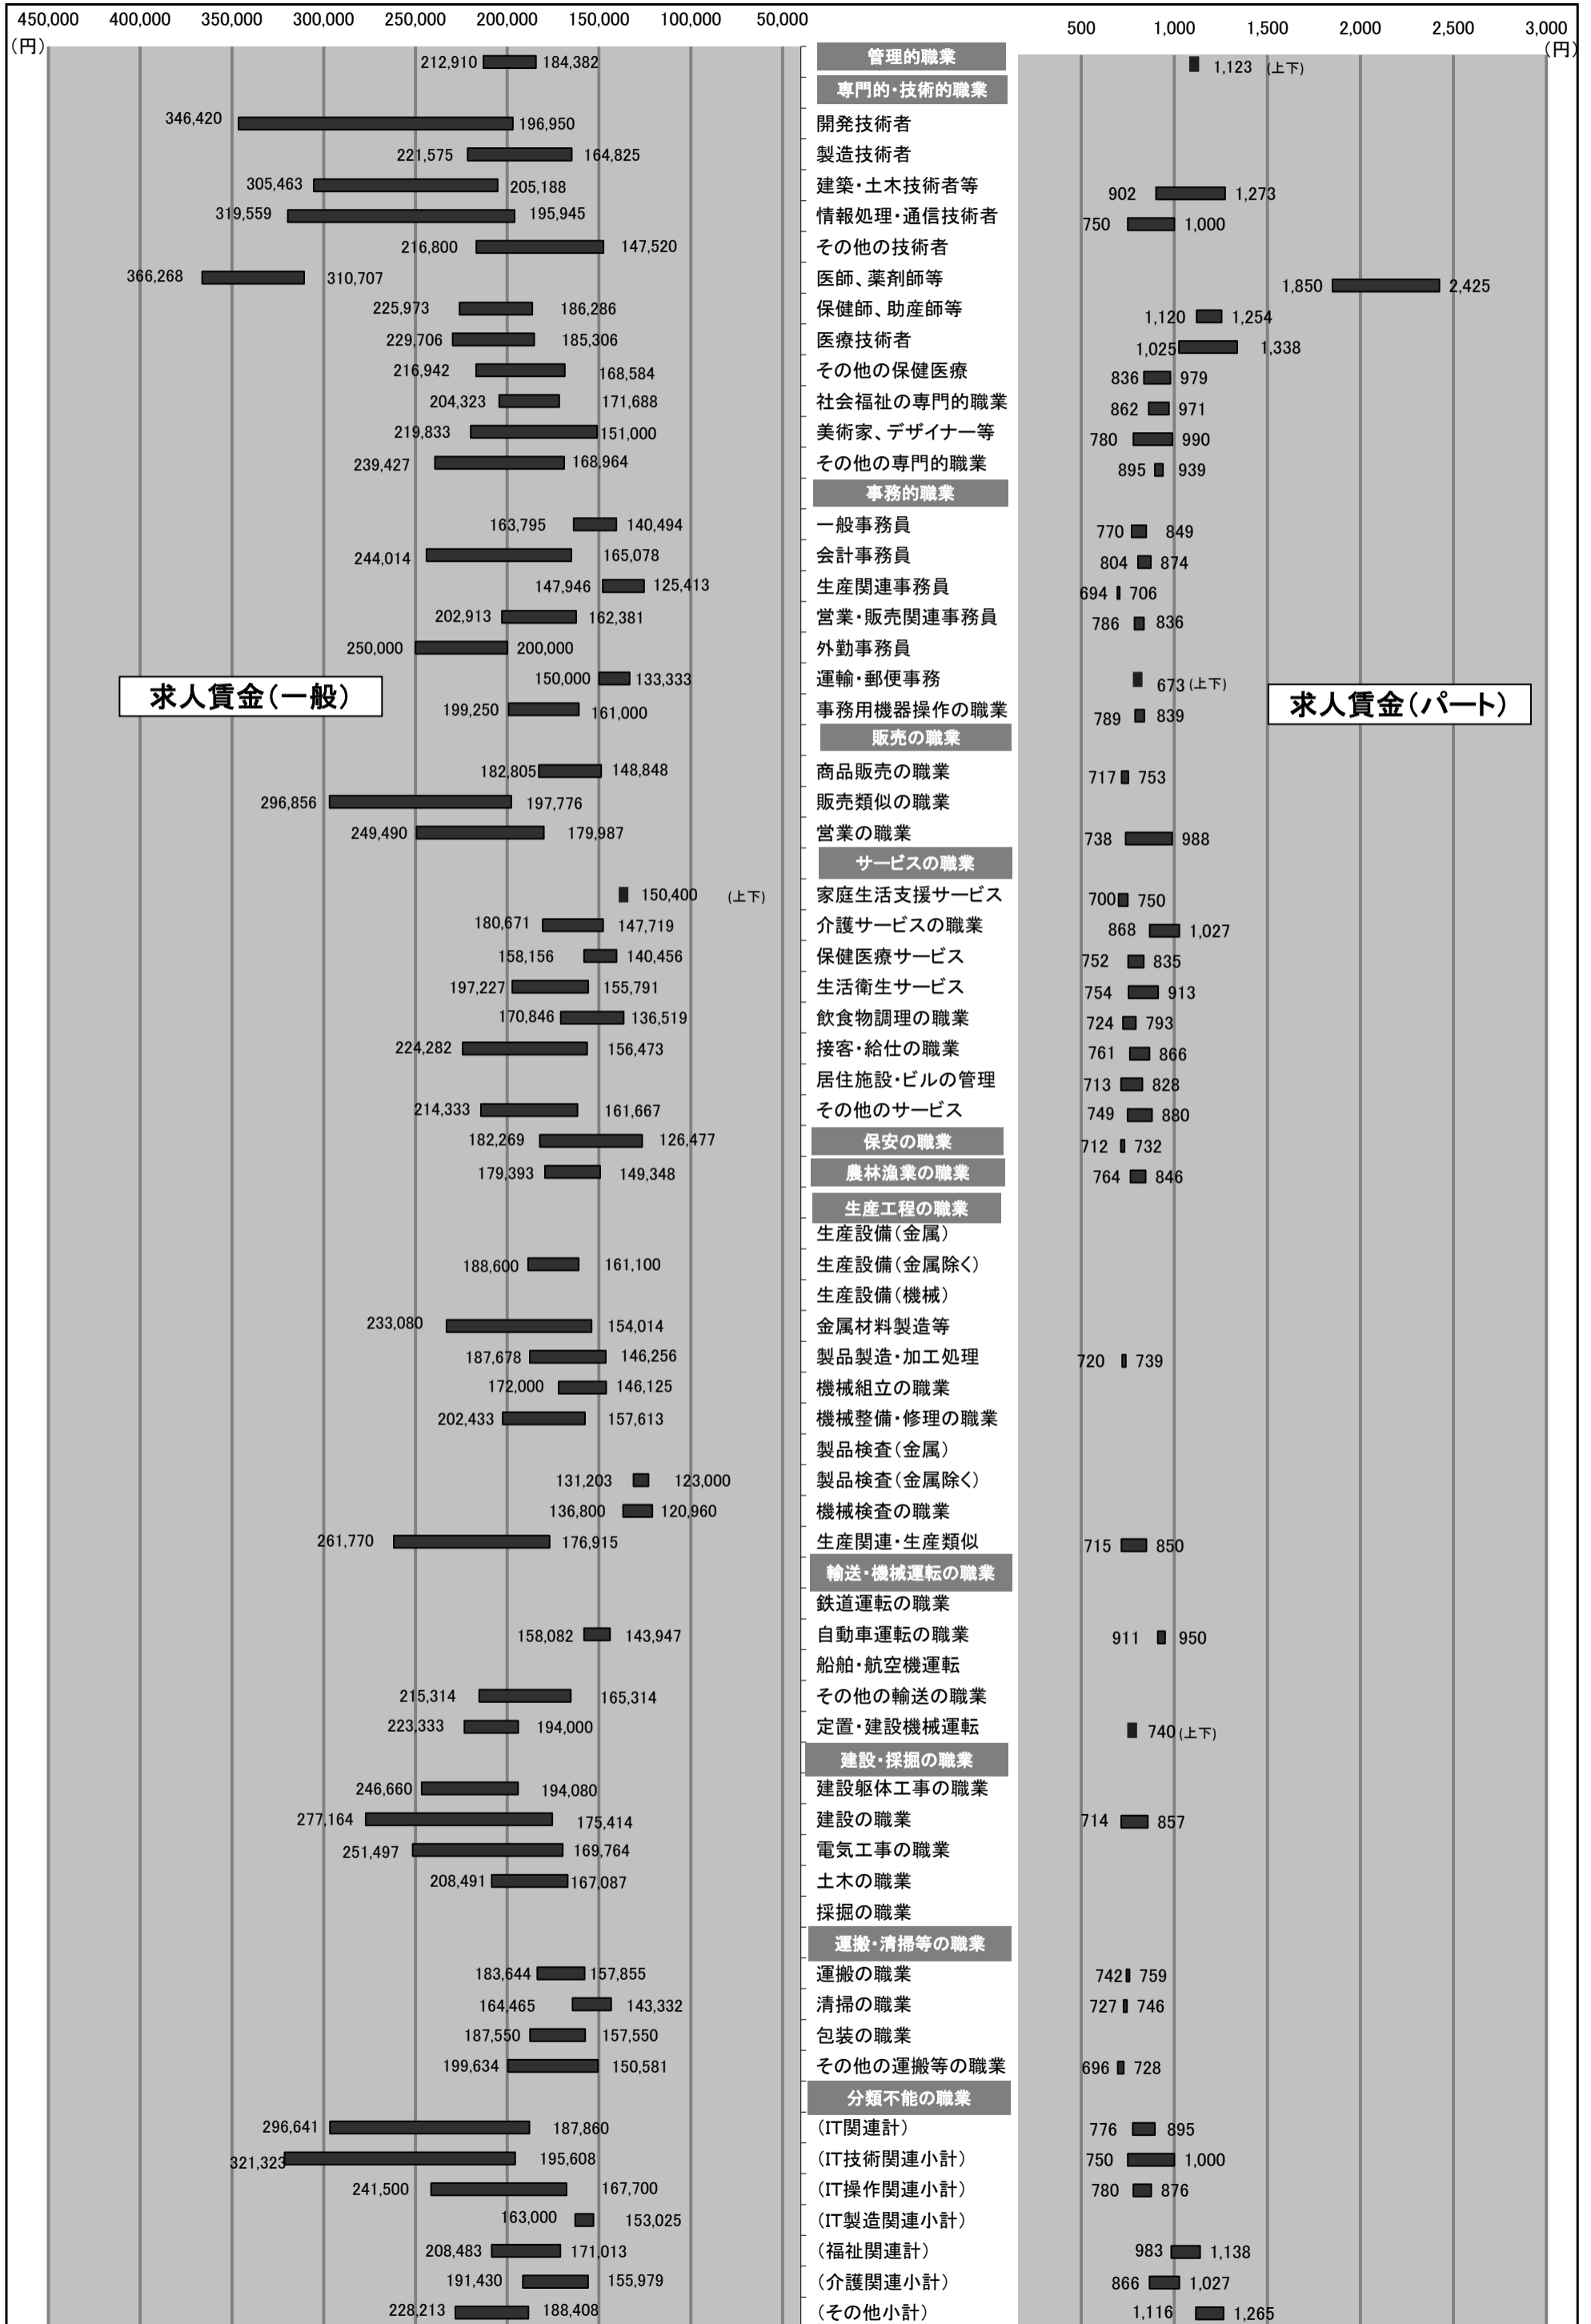 450,000 400,000 350,000 300,000 250,000 200,000 150,000 100,000 50,000 500 1,000 1,500 2,000 2,500 3,000
(円) (円)
212,910 184,382 管理的職業 1,123 (上下)
専門的・技術的職業
346,420 196,950 開発技術者
221,575 164,825 製造技術者
305,463 205,188 建築・土木技術者等 902 1,273
319,559 195,945 情報処理・通信技術者 750 1,000
216,800 147,520 その他の技術者
366,268 310,707 医師、薬剤師等 1,850 2,425
225,973 186,286 保健師、助産師等 1,120 1,254
229,706 185,306 医療技術者 1,025 1,338
216,942 168,584 その他の保健医療 836 979
204,323 171,688 社会福祉の専門的職業 862 971
219,833 151,000 美術家、デザイナー等 780 990
239,427 168,964 その他の専門的職業 895 939
事務的職業
163,795 140,494 一般事務員 770 849
244,014 165,078 会計事務員 804 874
147,946 125,413 生産関連事務員 694 706
202,913 162,381 営業・販売関連事務員 786 836
250,000 200,000 外勤事務員
150,000 133,333 運輸・郵便事務 673 (上下)
求人賃金(一般) 求人賃金(パート)
199,250 161,000 事務用機器操作の職業 789 839
販売の職業
182,805 148,848 商品販売の職業 717 753
296,856 197,776 販売類似の職業
249,490 179,987 営業の職業 738 988
サービスの職業
150,400 (上下) 家庭生活支援サービス 700 750
180,671 147,719 介護サービスの職業 868 1,027
158,156 140,456 保健医療サービス 752 835
197,227 155,791 生活衛生サービス 754 913
170,846 136,519 飲食物調理の職業 724 793
224,282 156,473 接客・給仕の職業 761 866
居住施設・ビルの管理 713 828
214,333 161,667 その他のサービス 749 880
182,269 126,477 保安の職業 712 732
179,393 149,348 農林漁業の職業 764 846
生産工程の職業
生産設備(金属)
188,600 161,100 生産設備(金属除く)
生産設備(機械)
233,080 154,014 金属材料製造等
187,678 146,256 製品製造・加工処理 720 739
172,000 146,125 機械組立の職業
202,433 157,613 機械整備・修理の職業
製品検査(金属)
131,203 123,000 製品検査(金属除く)
136,800 120,960 機械検査の職業
261,770 176,915 生産関連・生産類似 715 850
輸送・機械運転の職業
鉄道運転の職業
158,082 143,947 自動車運転の職業 911 950
船舶・航空機運転
215,314 165,314 その他の輸送の職業
223,333 194,000 定置・建設機械運転 740 (上下)
建設・採掘の職業
246,660 194,080 建設躯体工事の職業
277,164 175,414 建設の職業 714 857
251,497 169,764 電気工事の職業
208,491 167,087 土木の職業
採掘の職業
運搬・清掃等の職業
183,644 157,855 運搬の職業 742 759
164,465 143,332 清掃の職業 727 746
187,550 157,550 包装の職業
199,634 150,581 その他の運搬等の職業 696 728
分類不能の職業
296,641 187,860 (IT関連計) 776 895
321,323 195,608 (IT技術関連小計) 750 1,000
241,500 167,700 (IT操作関連小計) 780 876
163,000 153,025 (IT製造関連小計)
208,483 171,013 (福祉関連計) 983 1,138
191,430 155,979 (介護関連小計) 866 1,027
228,213 188,408 (その他小計) 1,116 1,265